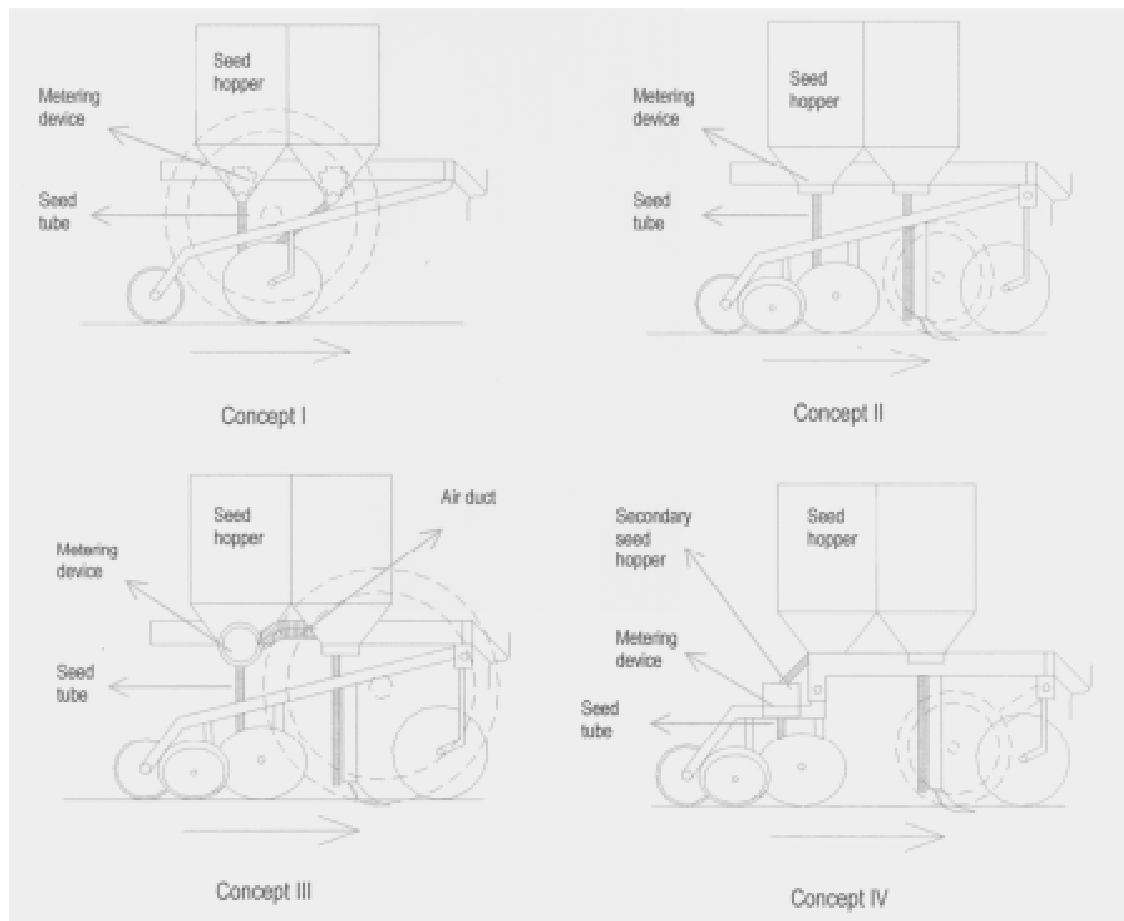 Seed
hopper
Metering
device
Seed
tube
Concept I
Seed
hopper
Metering
device
Seed
tube
Concept II
Seed
hopper
Air duct
Metering
device
Seed
tube
Concept III
Secondary
seed
hopper
Seed
hopper
Metering
device
Seed
tube
Concept IV